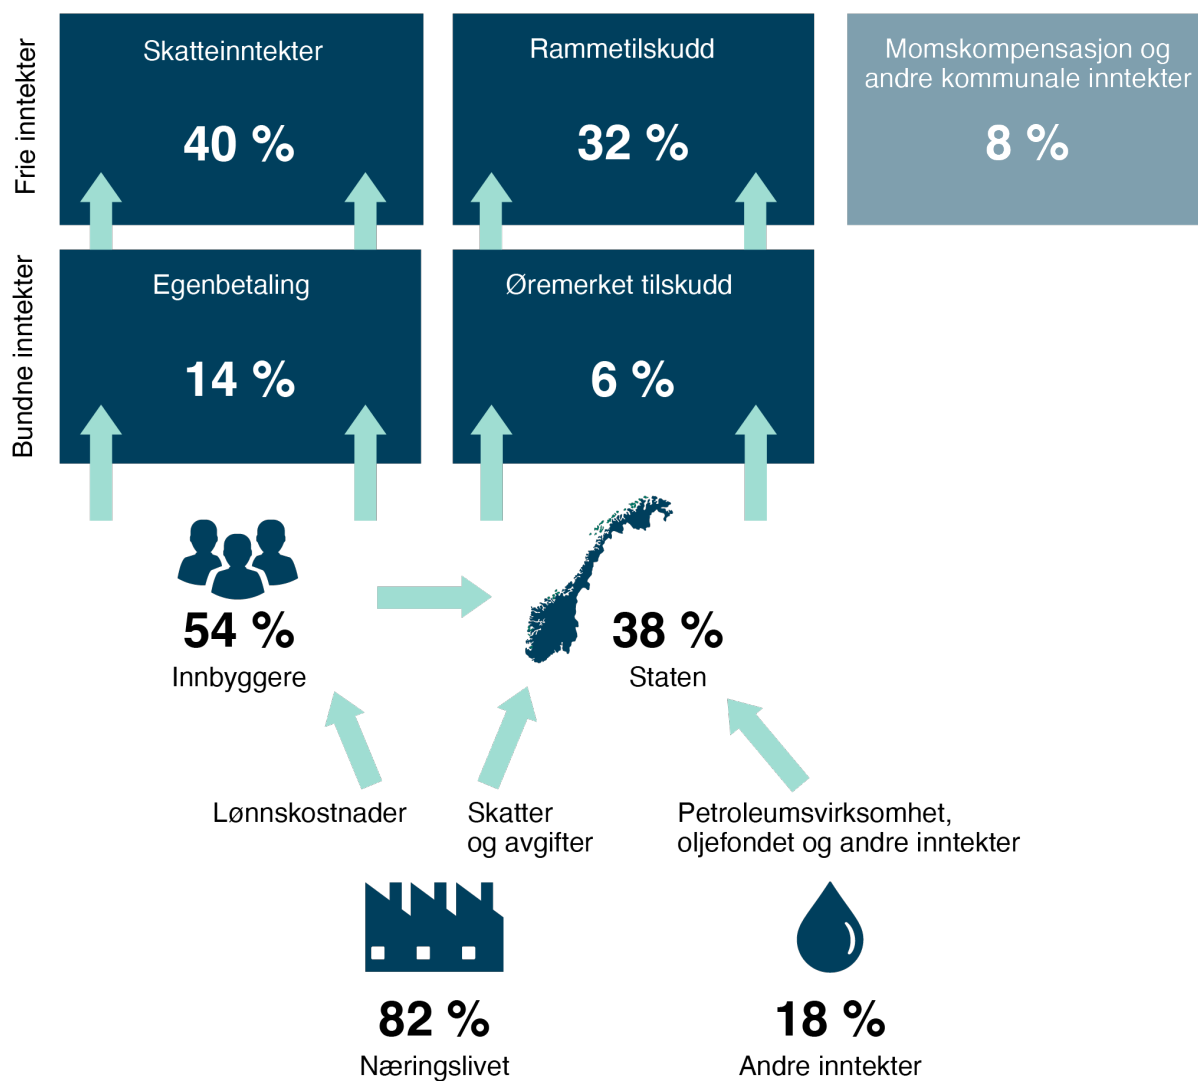 Frie inntekter
Skatteinntekter
40 %
Rammetilskudd
32 %
Momskompensasjon og
andre kommunale inntekter
8 %
Bundne inntekter
Egenbetaling
14 %
Øremerket tilskudd
6 %
54 %
Innbyggere
38 %
Staten
Lønnskostnader
Skatter
og avgifter
Petroleumsvirksomhet,
oljefondet og andre inntekter
82 %
Næringslivet
18 %
Andre inntekter